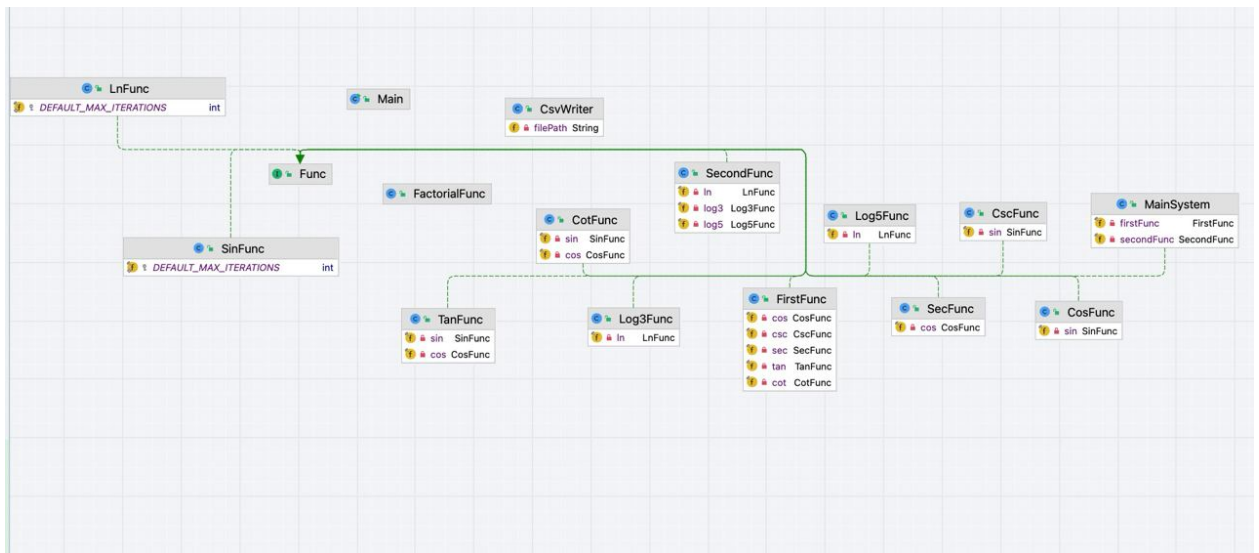 LnFunc
DEFAULT_MAX_ITERATIONS int
Main
CsvWriter
filePath String
Func
FactorialFunc
SecondFunc
ln LnFunc
log3 Log3Func
log5 Log5Func
CotFunc
sin SinFunc
cos CosFunc
Log5Func
ln LnFunc
CscFunc
sin SinFunc
MainSystem
firstFunc FirstFunc
secondFunc SecondFunc
SinFunc
DEFAULT_MAX_ITERATIONS int
TanFunc
sin SinFunc
cos CosFunc
Log3Func
ln LnFunc
FirstFunc
cos CosFunc
csc CscFunc
sec SecFunc
tan TanFunc
cot CotFunc
SecFunc
cos CosFunc
CosFunc
sin SinFunc